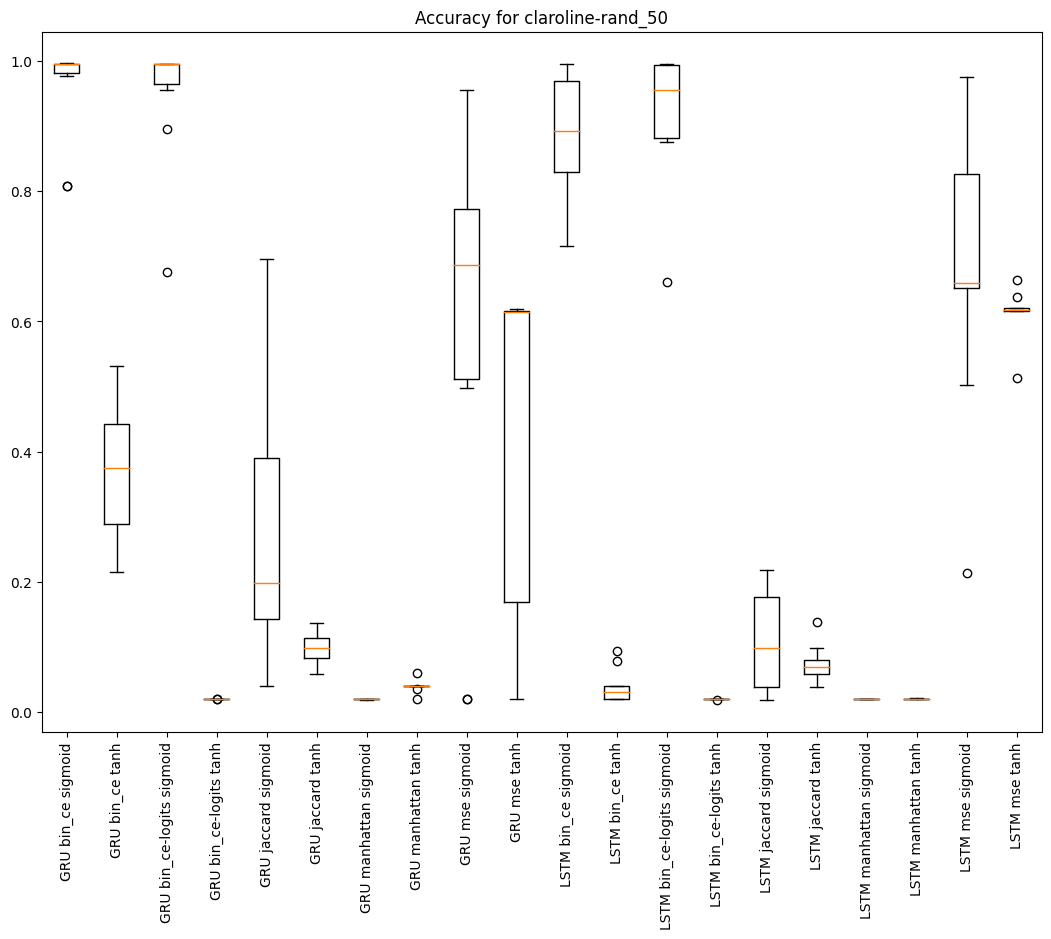 Accuracy for claroline-rand_50
1.0
0.8
0.6
0.4
0.2
0.0
GRU bin_ce sigmoid
GRU bin_ce tanh
GRU bin_ce-logits sigmoid
GRU bin_ce-logits tanh
GRU jaccard sigmoid
GRU jaccard tanh
GRU manhattan sigmoid
GRU manhattan tanh
GRU mse sigmoid
GRU mse tanh
LSTM bin_ce sigmoid
LSTM bin_ce tanh
LSTM bin_ce-logits sigmoid
LSTM bin_ce-logits tanh
LSTM jaccard sigmoid
LSTM jaccard tanh
LSTM manhattan sigmoid
LSTM manhattan tanh
LSTM mse sigmoid
LSTM mse tanh